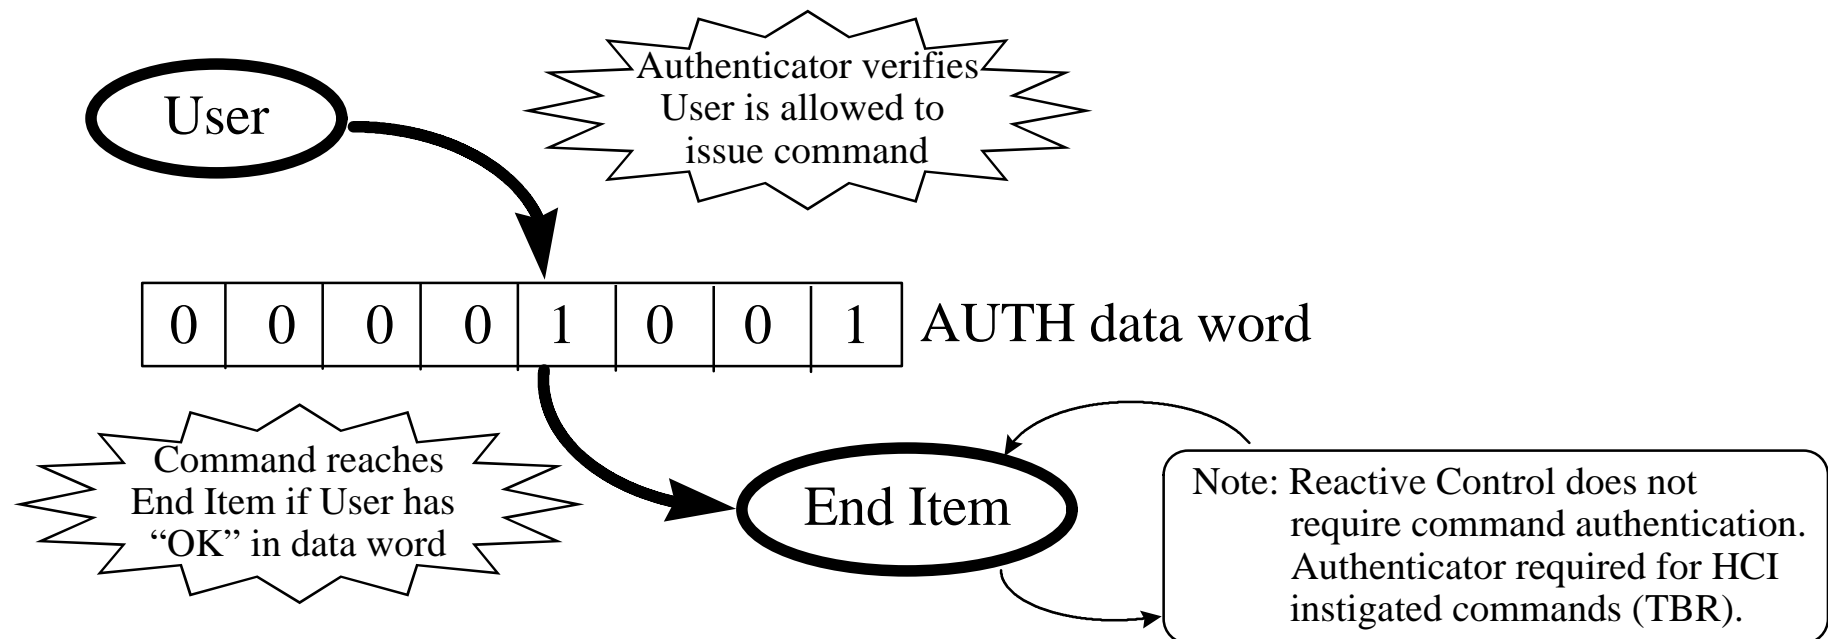 User
Authenticator verifies
User is allowed to
issue command
0 0 0 0 1 0 0 1 AUTH data word
Command reaches
End Item if User has
“OK” in data word
End Item
Note: Reactive Control does not
require command authentication.
Authenticator required for HCI
instigated commands (TBR).